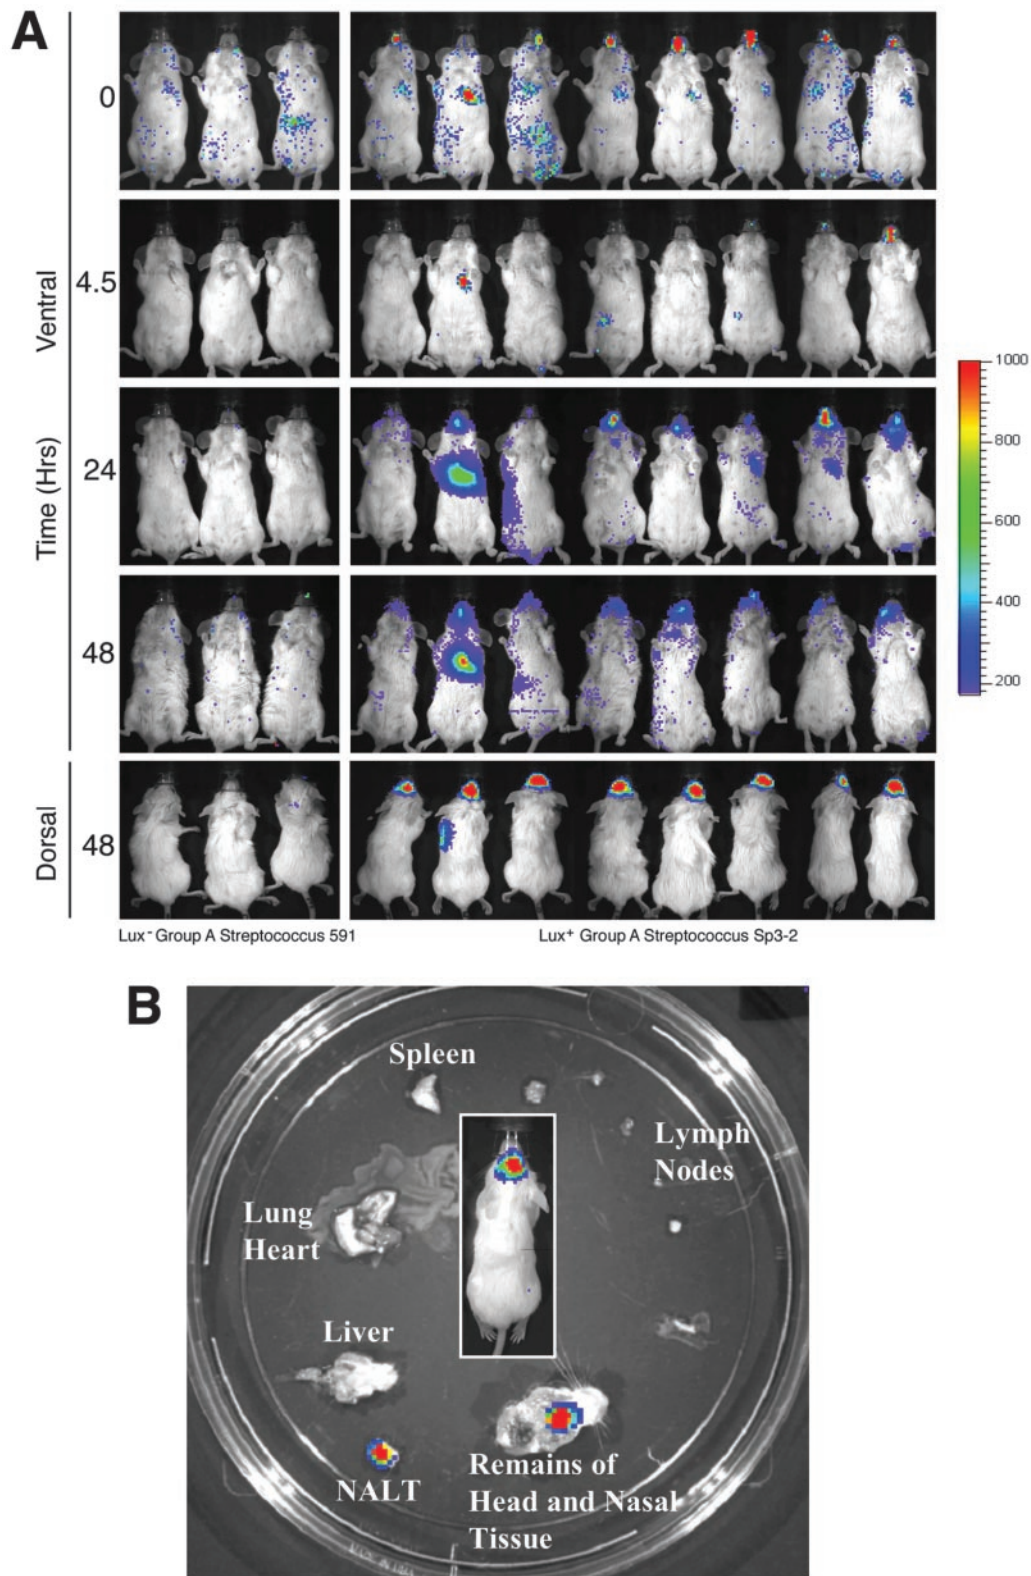 A
0
4.5
24
48
48
Ventral
Time (Hrs)
Dorsal
1000
800
600
400
200
Lux- Group A Streptococcus 591
Lux+ Group A Streptococcus Sp3-2
B
Spleen
Lymph
Nodes
Lung
Heart
Liver
NALT
Remains of
Head and Nasal
Tissue